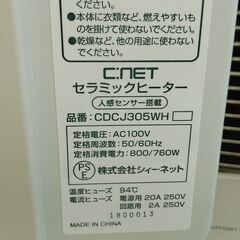 ください。
●本体に衣類など、燃えやすいもの
をかけないでください。
●乾燥など、他の用途に使わない
でください。
C:NET
セラミックヒーター
人感センサー搭載
品番：CDCJ305WH
定格電圧：AC100V
定格周波数：50/60Hz
定格消費電力：800/760W
PS
E
株式会社シィー・ネット
温度ヒューズ 94℃
電流ヒューズ 電源用 20A 250V
回路用 2A 250V
1800013
MADE IN CHINA